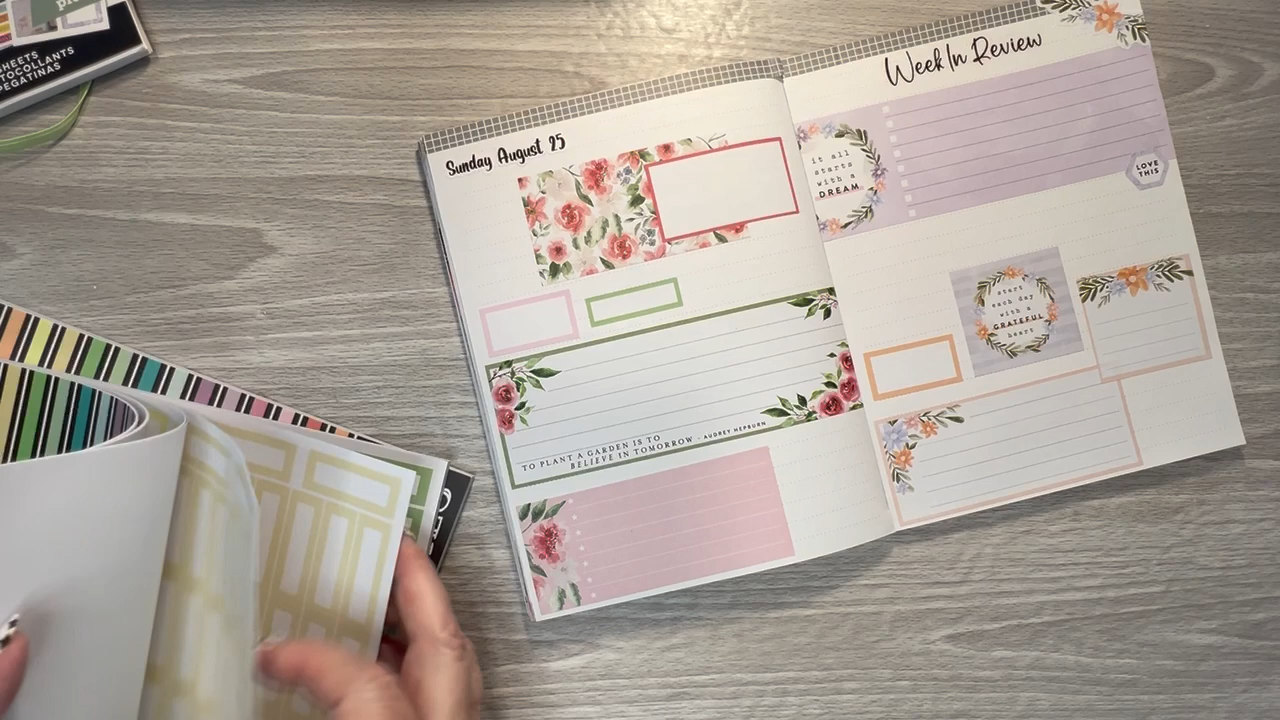 SHEETS
PEGATINAS
Sunday August 25
TO PLANT A GARDEN IS TO
BELIEVE IN TOMORROW - AUDREY HEPBURN
Week In Review
it all
starts
with a
DREAM
LOVE
THIS
start
each day
with a
GRATEFUL
heart